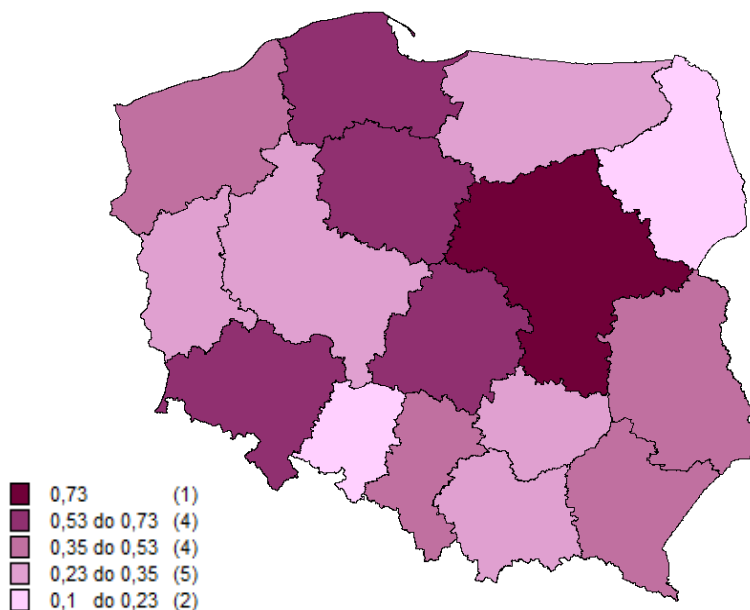 0,73 (1)
0,53 do 0,73 (4)
0,35 do 0,53 (4)
0,23 do 0,35 (5)
0,1 do 0,23 (2)